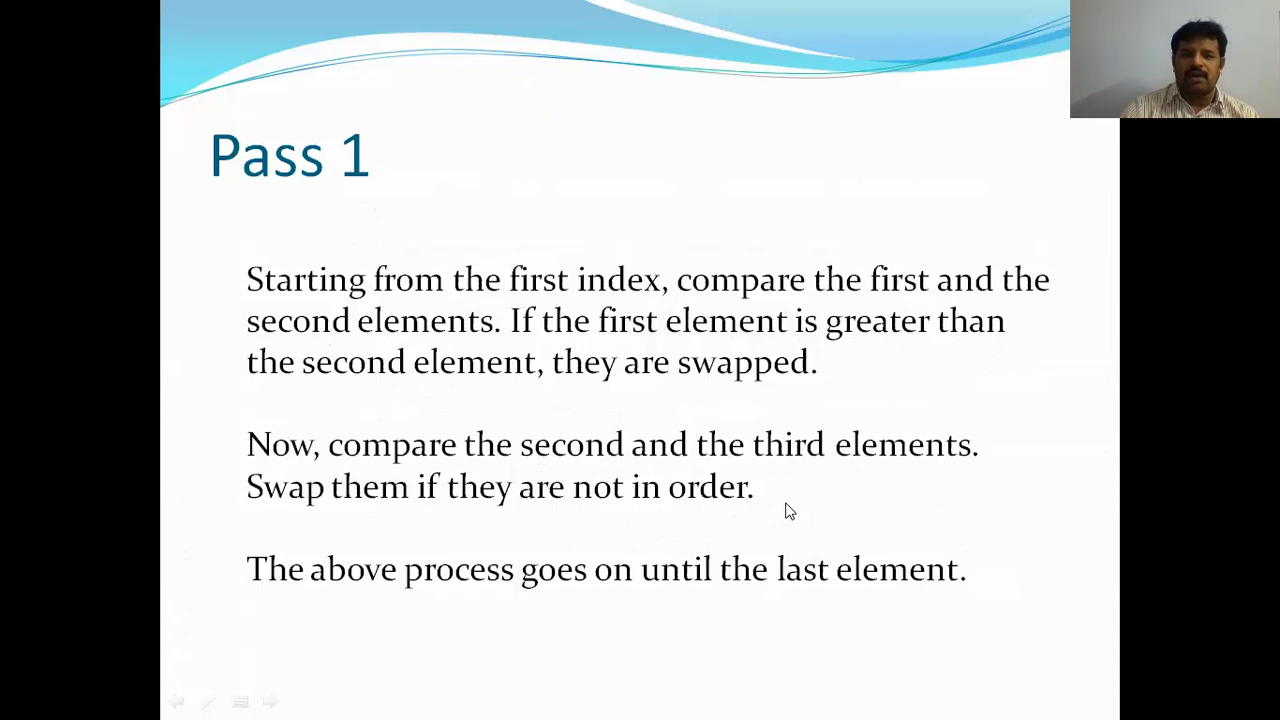 Pass 1
Starting from the first index, compare the first and the
second elements. If the first element is greater than
the second element, they are swapped.
Now, compare the second and the third elements.
Swap them if they are not in order.
The above process goes on until the last element.